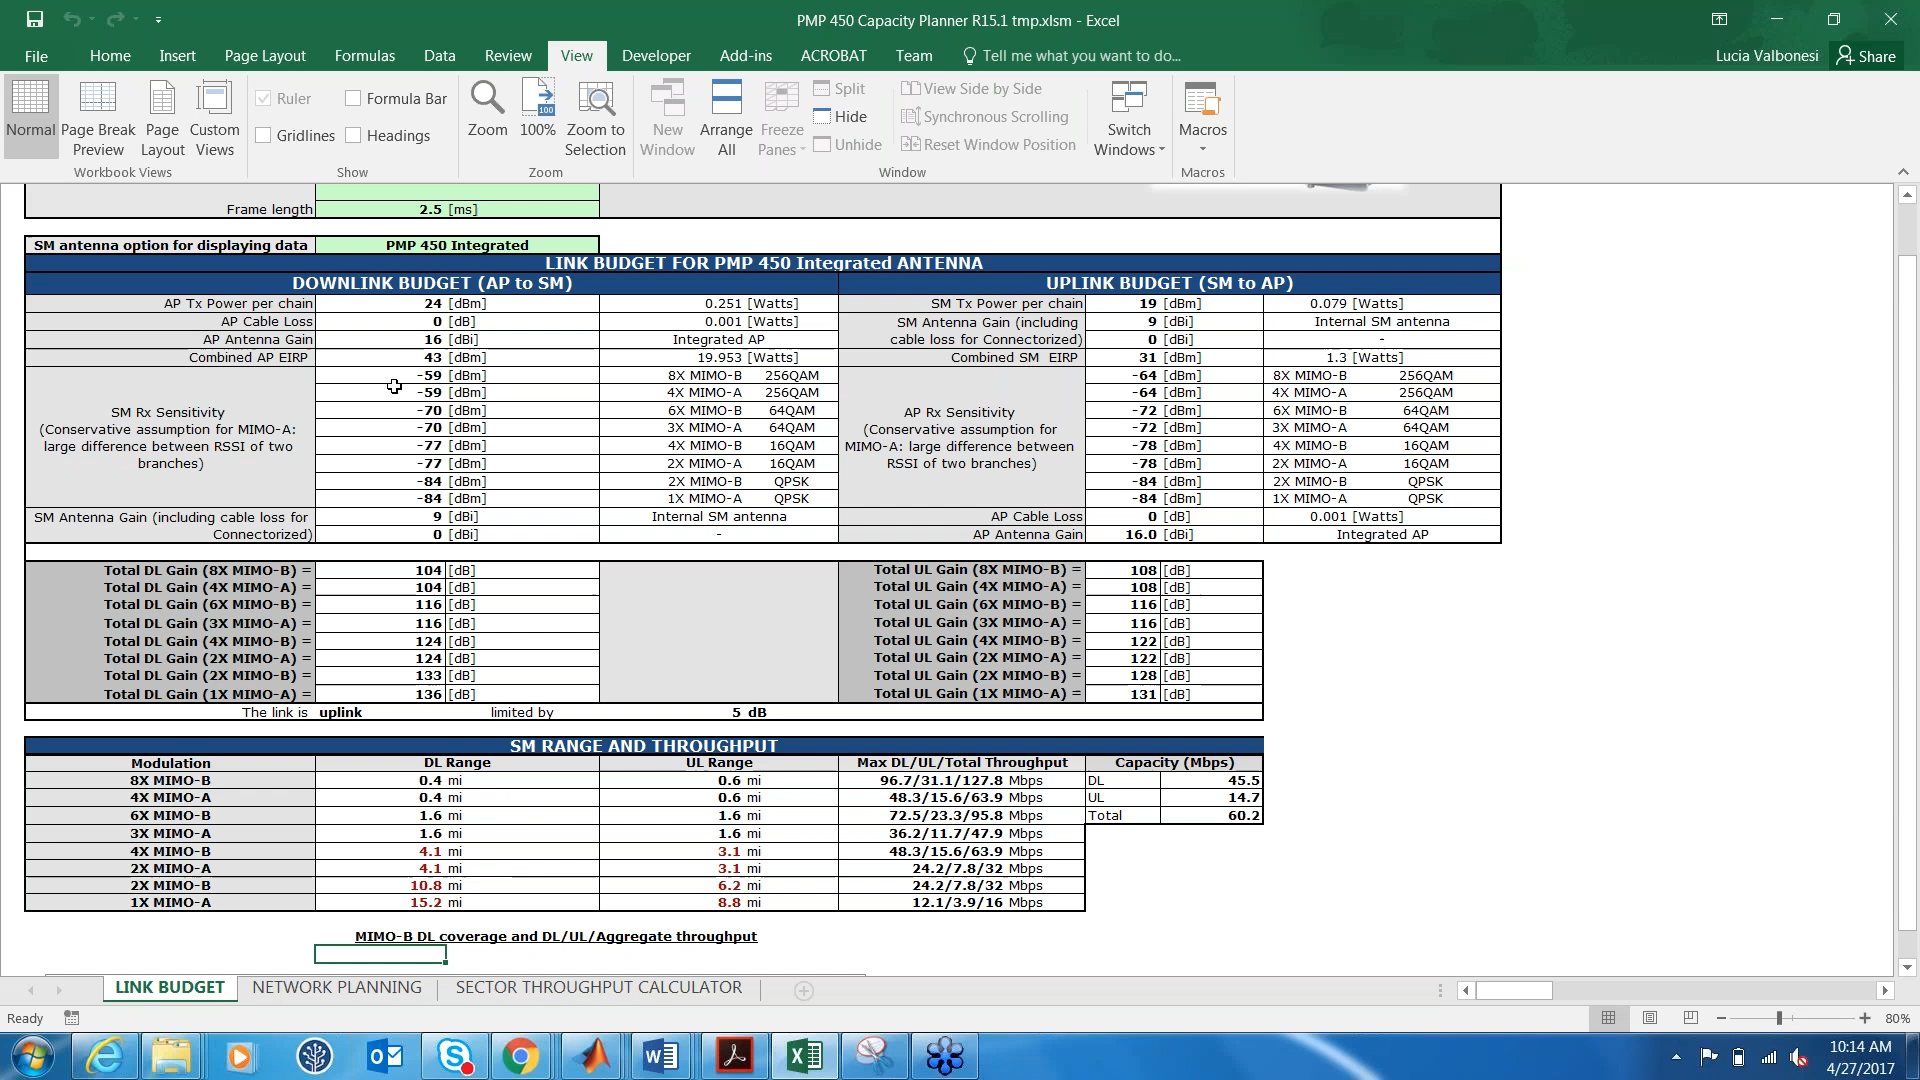 PMP 450 Capacity Planner R15.1 tmp.xlsm - Excel
File Home Insert Page Layout Formulas Data Review View Developer Add-ins ACROBAT Team Tell me what you want to do... Lucia Valbonesi Share
Normal Page Break Preview Page Layout Custom Views
Workbook Views
Ruler Formula Bar
Gridlines Headings
Show
Zoom 100% Zoom to Selection
100
Zoom
New Window Arrange All Freeze Panes
Split
Hide
Unhide
View Side by Side
Synchronous Scrolling
Reset Window Position
Switch Windows
Window
Macros
Macros
Frame length 2.5 [ms]
SM antenna option for displaying data PMP 450 Integrated
LINK BUDGET FOR PMP 450 Integrated ANTENNA
DOWNLINK BUDGET (AP to SM) UPLINK BUDGET (SM to AP)
AP Tx Power per chain 24 [dBm] 0.251 [Watts] SM Tx Power per chain 19 [dBm] 0.079 [Watts]
AP Cable Loss 0 [dB] 0.001 [Watts] SM Antenna Gain (including 9 [dBi] Internal SM antenna
AP Antenna Gain 16 [dBi] Integrated AP cable loss for Connectorized) 0 [dBi] -
Combined AP EIRP 43 [dBm] 19.953 [Watts] Combined SM EIRP 31 [dBm] 1.3 [Watts]
-59 [dBm] 8X MIMO-B 256QAM -64 [dBm] 8X MIMO-B 256QAM
-59 [dBm] 4X MIMO-A 256QAM -64 [dBm] 4X MIMO-A 256QAM
SM Rx Sensitivity -70 [dBm] 6X MIMO-B 64QAM AP Rx Sensitivity -72 [dBm] 6X MIMO-B 64QAM
(Conservative assumption for MIMO-A: -70 [dBm] 3X MIMO-A 64QAM (Conservative assumption for -72 [dBm] 3X MIMO-A 64QAM
large difference between RSSI of two -77 [dBm] 4X MIMO-B 16QAM MIMO-A: large difference between -78 [dBm] 4X MIMO-B 16QAM
branches) -77 [dBm] 2X MIMO-A 16QAM RSSI of two branches) -78 [dBm] 2X MIMO-A 16QAM
-84 [dBm] 2X MIMO-B QPSK -84 [dBm] 2X MIMO-B QPSK
-84 [dBm] 1X MIMO-A QPSK -84 [dBm] 1X MIMO-A QPSK
SM Antenna Gain (including cable loss for 9 [dBi] Internal SM antenna AP Cable Loss 0 [dB] 0.001 [Watts]
Connectorized) 0 [dBi] - AP Antenna Gain 16.0 [dBi] Integrated AP
Total DL Gain (8X MIMO-B) = 104 [dB] Total UL Gain (8X MIMO-B) = 108 [dB]
Total DL Gain (4X MIMO-A) = 104 [dB] Total UL Gain (4X MIMO-A) = 108 [dB]
Total DL Gain (6X MIMO-B) = 116 [dB] Total UL Gain (6X MIMO-B) = 116 [dB]
Total DL Gain (3X MIMO-A) = 116 [dB] Total UL Gain (3X MIMO-A) = 116 [dB]
Total DL Gain (4X MIMO-B) = 124 [dB] Total UL Gain (4X MIMO-B) = 122 [dB]
Total DL Gain (2X MIMO-A) = 124 [dB] Total UL Gain (2X MIMO-A) = 122 [dB]
Total DL Gain (2X MIMO-B) = 133 [dB] Total UL Gain (2X MIMO-B) = 128 [dB]
Total DL Gain (1X MIMO-A) = 136 [dB] Total UL Gain (1X MIMO-A) = 131 [dB]
The link is uplink limited by 5 dB
SM RANGE AND THROUGHPUT
Modulation DL Range UL Range Max DL/UL/Total Throughput Capacity (Mbps)
8X MIMO-B 0.4 mi 0.6 mi 96.7/31.1/127.8 Mbps DL 45.5
4X MIMO-A 0.4 mi 0.6 mi 48.3/15.6/63.9 Mbps UL 14.7
6X MIMO-B 1.6 mi 1.6 mi 72.5/23.3/95.8 Mbps Total 60.2
3X MIMO-A 1.6 mi 1.6 mi 36.2/11.7/47.9 Mbps
4X MIMO-B 4.1 mi 3.1 mi 48.3/15.6/63.9 Mbps
2X MIMO-A 4.1 mi 3.1 mi 24.2/7.8/32 Mbps
2X MIMO-B 10.8 mi 6.2 mi 24.2/7.8/32 Mbps
1X MIMO-A 15.2 mi 8.8 mi 12.1/3.9/16 Mbps
MIMO-B DL coverage and DL/UL/Aggregate throughput
LINK BUDGET NETWORK PLANNING SECTOR THROUGHPUT CALCULATOR
Ready 80%
10:14 AM
4/27/2017